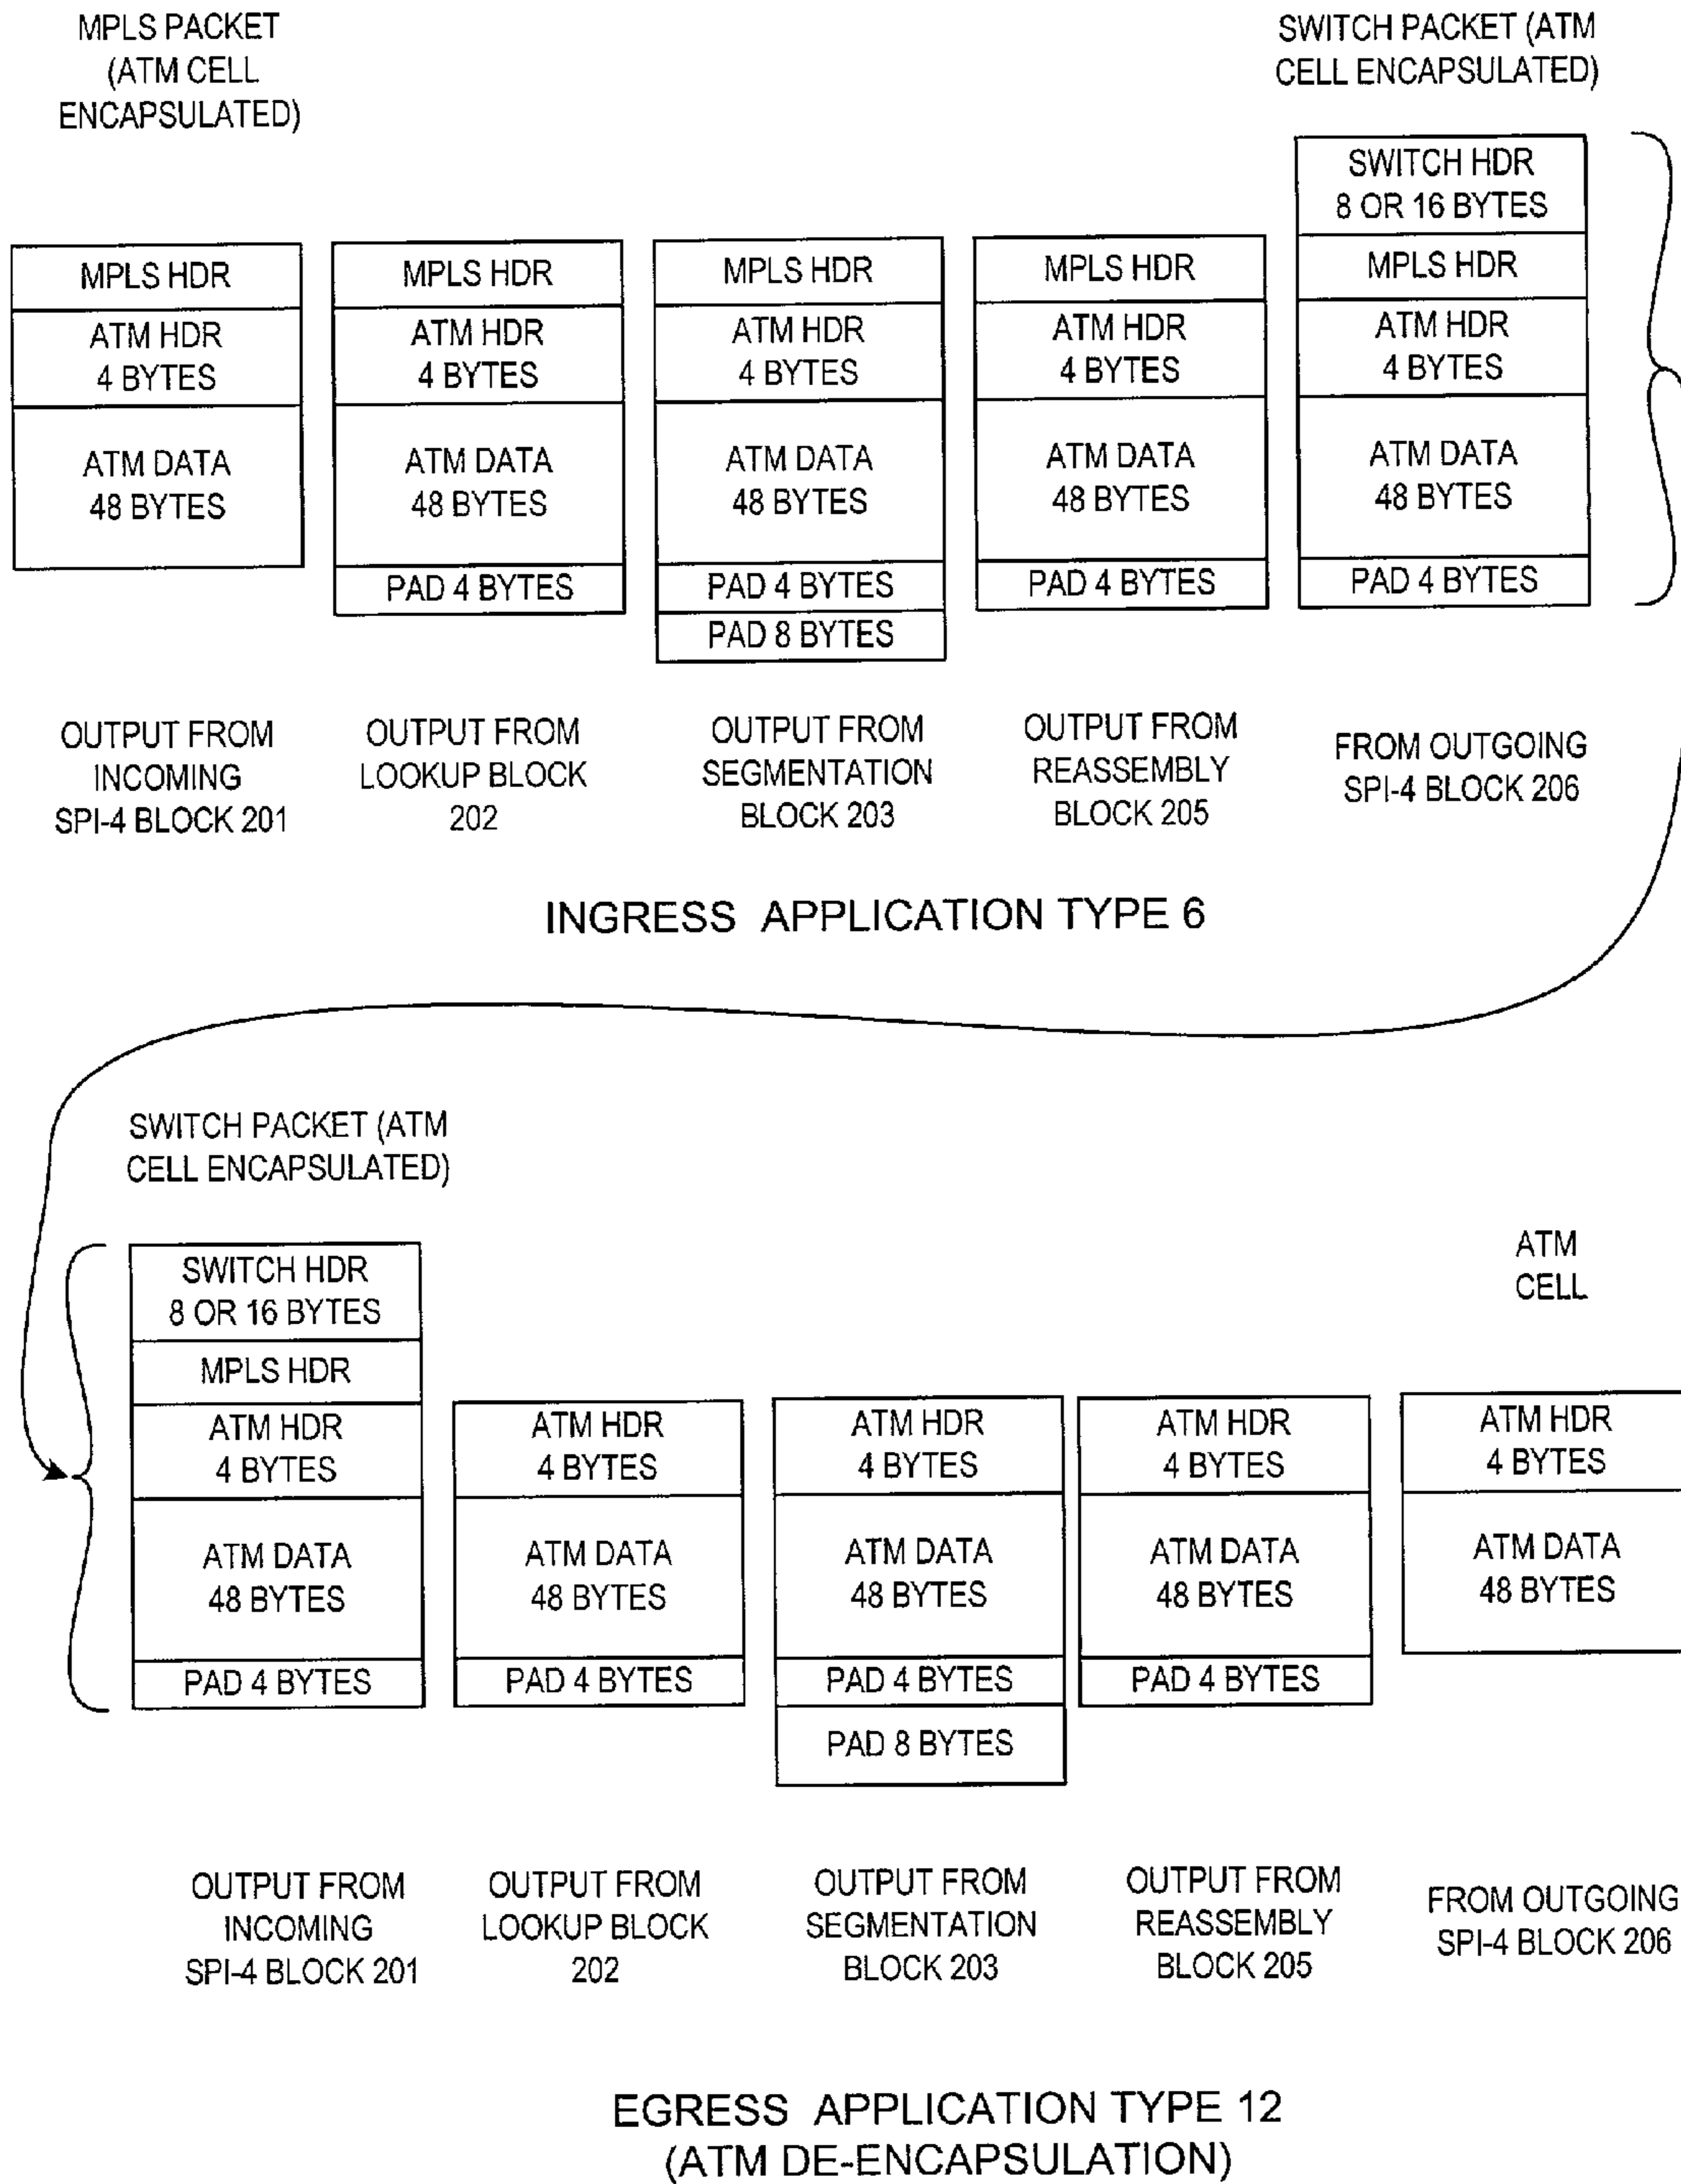 MPLS PACKET
(ATM CELL
ENCAPSULATED)
SWITCH PACKET (ATM
CELL ENCAPSULATED)
MPLS HDR
ATM HDR
4 BYTES
ATM DATA
48 BYTES
MPLS HDR
ATM HDR
4 BYTES
ATM DATA
48 BYTES
PAD 4 BYTES
MPLS HDR
ATM HDR
4 BYTES
ATM DATA
48 BYTES
PAD 4 BYTES
PAD 8 BYTES
MPLS HDR
ATM HDR
4 BYTES
ATM DATA
48 BYTES
PAD 4 BYTES
SWITCH HDR
8 OR 16 BYTES
MPLS HDR
ATM HDR
4 BYTES
ATM DATA
48 BYTES
PAD 4 BYTES
OUTPUT FROM
INCOMING
SPI-4 BLOCK 201
OUTPUT FROM
LOOKUP BLOCK
202
OUTPUT FROM
SEGMENTATION
BLOCK 203
OUTPUT FROM
REASSEMBLY
BLOCK 205
FROM OUTGOING
SPI-4 BLOCK 206
INGRESS APPLICATION TYPE 6
SWITCH PACKET (ATM
CELL ENCAPSULATED)
ATM
CELL
SWITCH HDR
8 OR 16 BYTES
MPLS HDR
ATM HDR
4 BYTES
ATM DATA
48 BYTES
PAD 4 BYTES
ATM HDR
4 BYTES
ATM DATA
48 BYTES
PAD 4 BYTES
ATM HDR
4 BYTES
ATM DATA
48 BYTES
PAD 4 BYTES
PAD 8 BYTES
ATM HDR
4 BYTES
ATM DATA
48 BYTES
PAD 4 BYTES
ATM HDR
4 BYTES
ATM DATA
48 BYTES
OUTPUT FROM
INCOMING
SPI-4 BLOCK 201
OUTPUT FROM
LOOKUP BLOCK
202
OUTPUT FROM
SEGMENTATION
BLOCK 203
OUTPUT FROM
REASSEMBLY
BLOCK 205
FROM OUTGOING
SPI-4 BLOCK 206
EGRESS APPLICATION TYPE 12
(ATM DE-ENCAPSULATION)